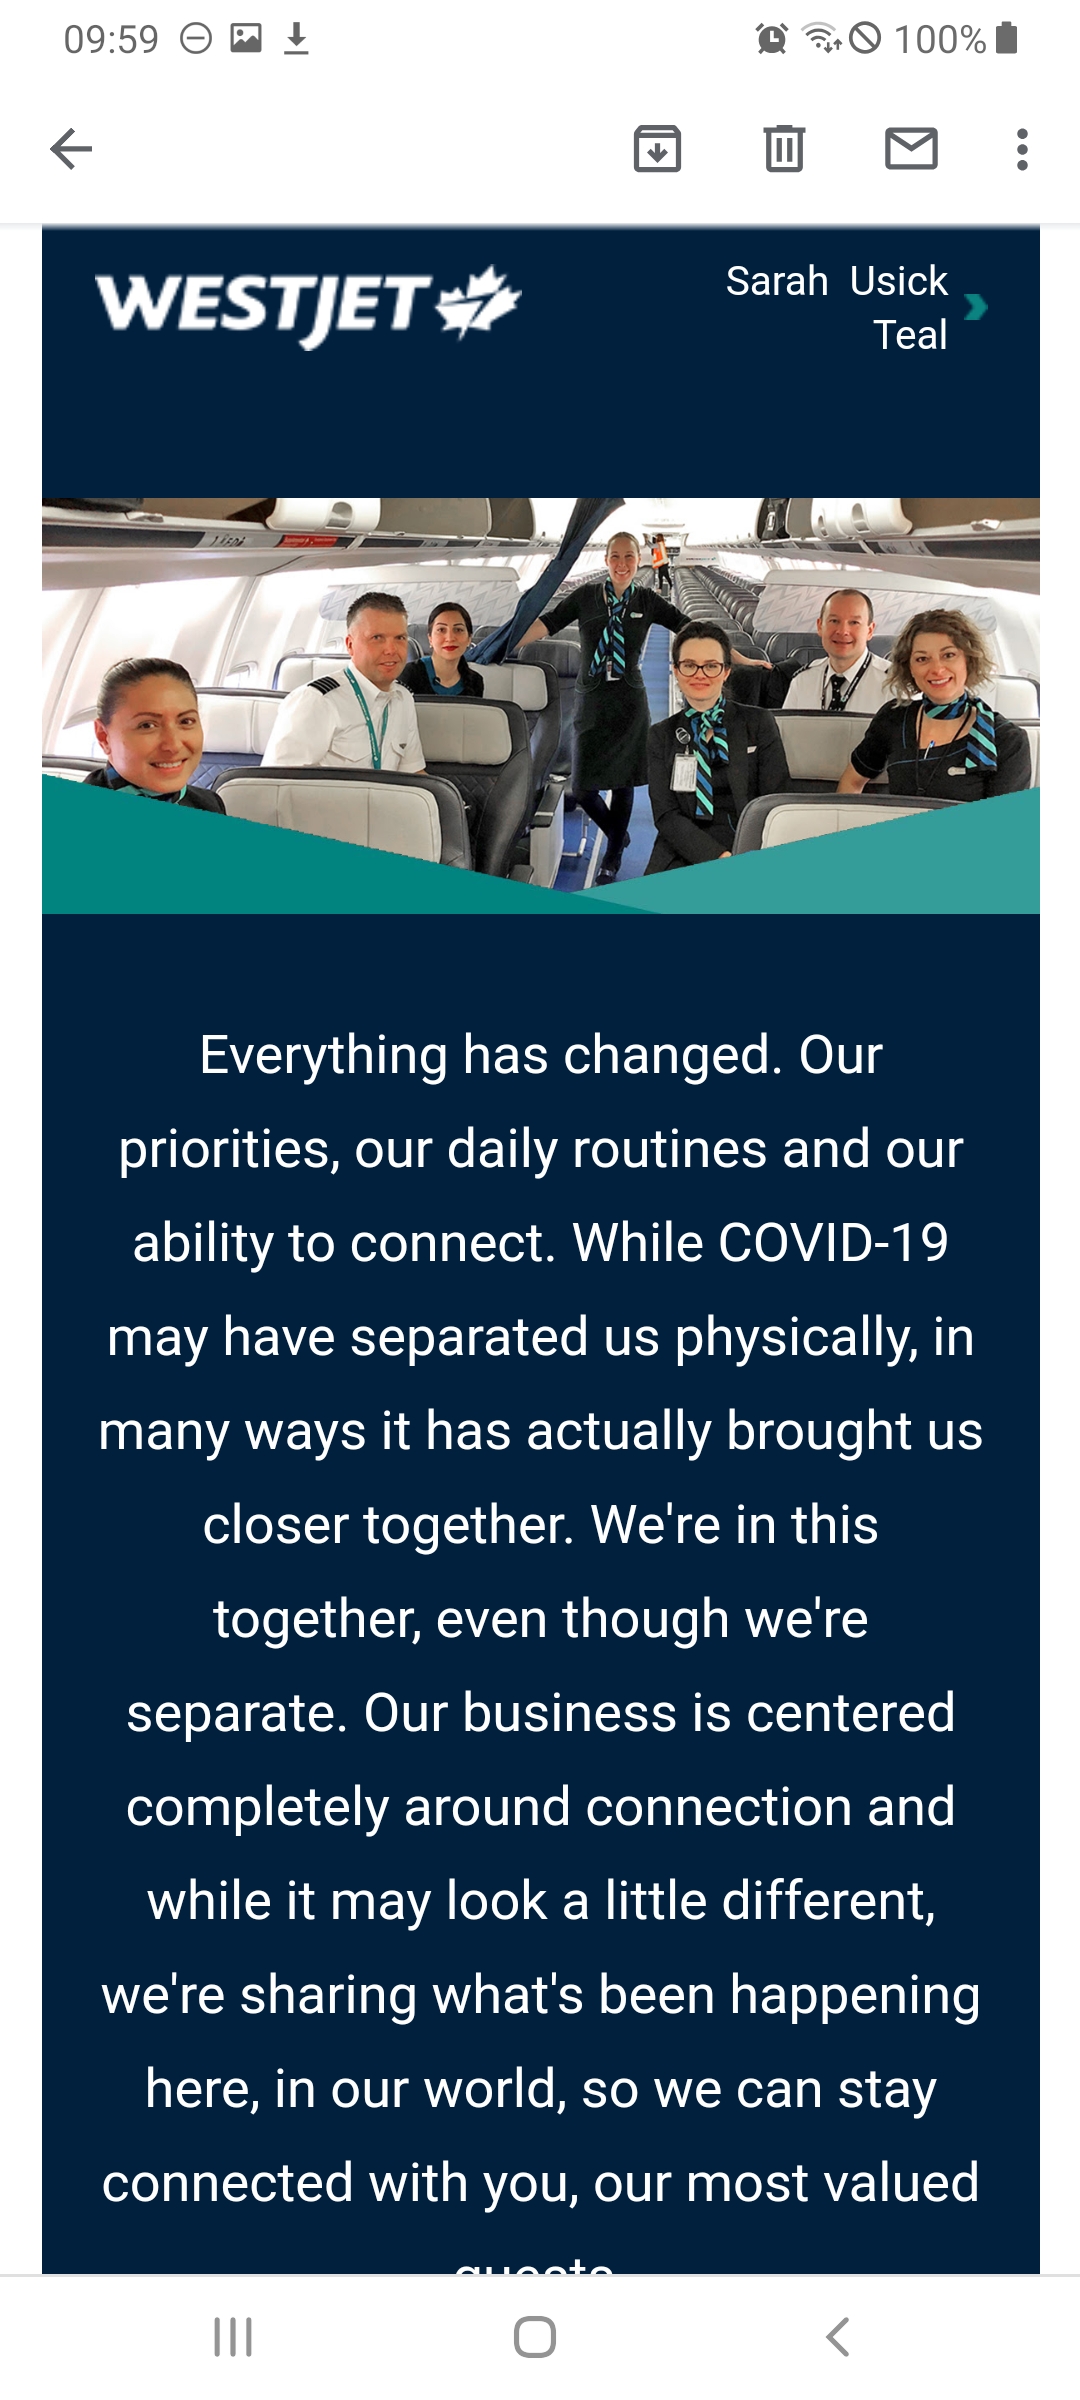 09:59
100%
WESTJET
Sarah Usick
Teal
Everything has changed. Our
priorities, our daily routines and our
ability to connect. While COVID-19
may have separated us physically, in
many ways it has actually brought us
closer together. We're in this
together, even though we're
separate. Our business is centered
completely around connection and
while it may look a little different,
we're sharing what's been happening
here, in our world, so we can stay
connected with you, our most valued
guests